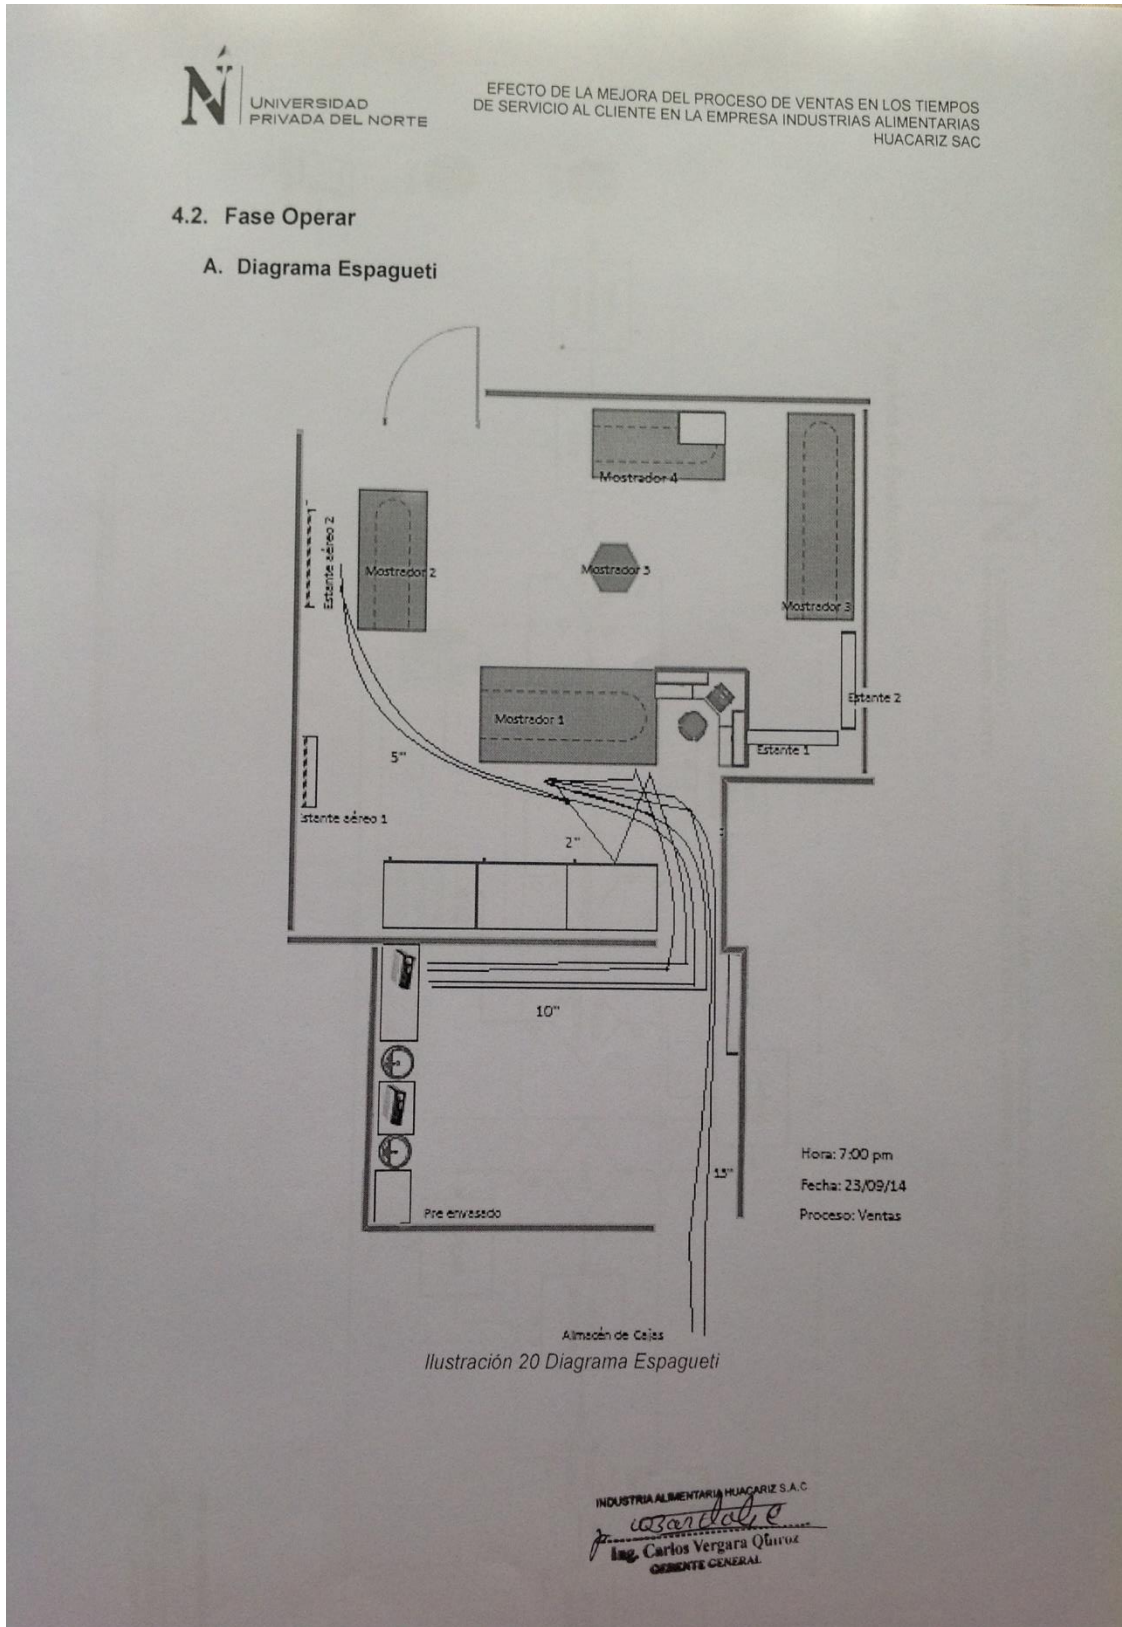 UNIVERSIDAD
PRIVADA DEL NORTE
EFECTO DE LA MEJORA DEL PROCESO DE VENTAS EN LOS TIEMPOS
DE SERVICIO AL CLIENTE EN LA EMPRESA INDUSTRIAS ALIMENTARIAS
HUACARIZ SAC
4.2. Fase Operar
A. Diagrama Espagueti
Mostrador 4
Estante aéreo 2
Mostrador 2
Mostrador 5
Mostrador 3
Estante 2
Mostrador 1
Estante 1
5"
Estante aéreo 1
2"
10"
15"
Hora: 7:00 pm
Fecha: 23/09/14
Proceso: Ventas
Pre envasado
Almacén de Cajas
Ilustración 20 Diagrama Espagueti
INDUSTRIA ALIMENTARIA HUACARIZ S.A.C
Ing. Carlos Vergara Quiroz
GERENTE GENERAL